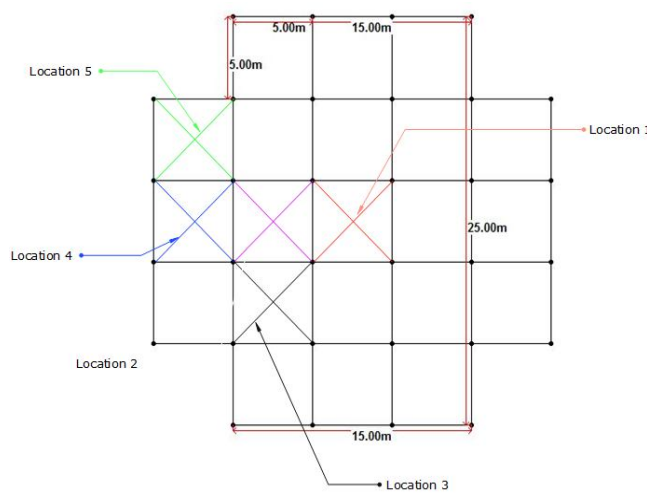 5.00m
15.00m
5.00m
Location 5
Location 1
25.00m
Location 4
Location 2
15.00m
Location 3